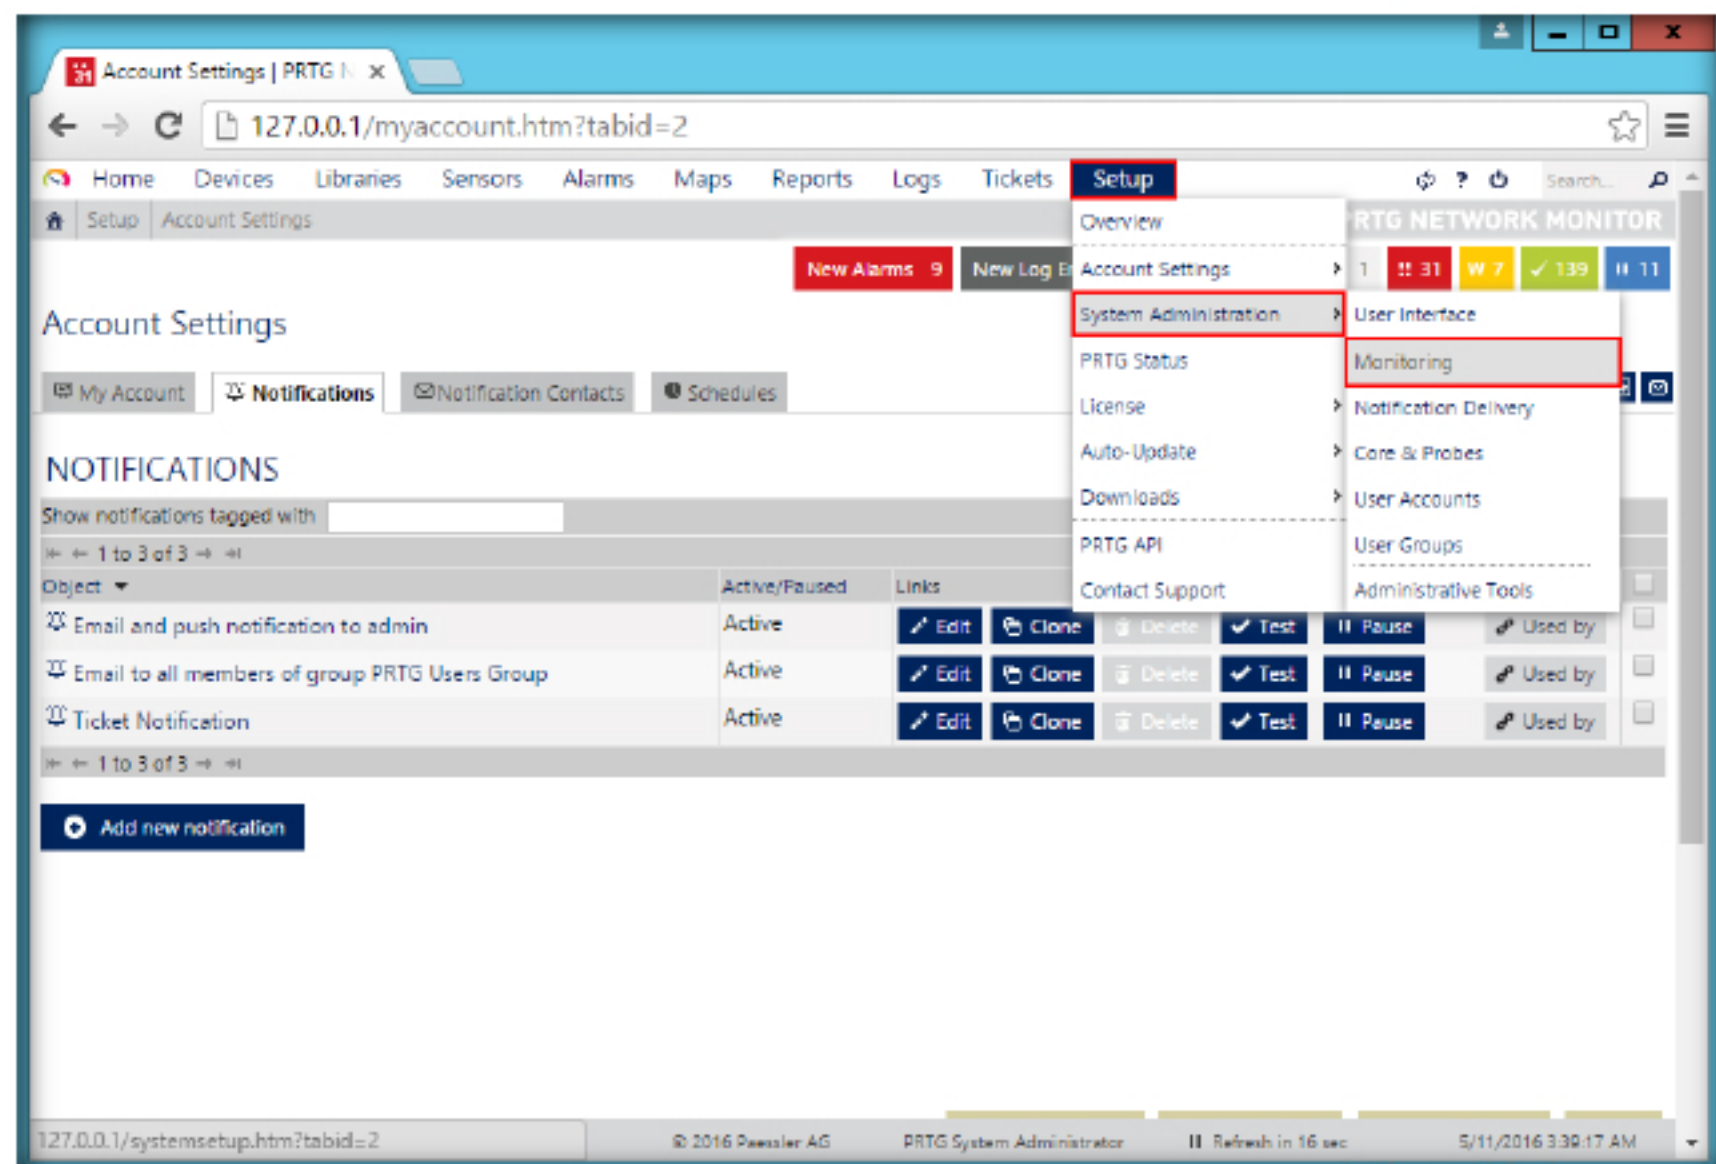 Account Settings | PRTG N
127.0.0.1/myaccount.htm?tabid=2
Home Devices Libraries Sensors Alarms Maps Reports Logs Tickets Setup Search...
Setup Account Settings PRTG NETWORK MONITOR
New Alarms 9 New Log E 1 !! 31 W 7 139 II 11
Overview
Account Settings
System Administration
PRTG Status
License
Auto-Update
Downloads
PRTG API
Contact Support
User Interface
Monitoring
Notification Delivery
Core & Probes
User Accounts
User Groups
Administrative Tools
Account Settings
My Account Notifications Notification Contacts Schedules
NOTIFICATIONS
Show notifications tagged with
1 to 3 of 3
Object Active/Paused Links
Email and push notification to admin Active Edit Clone Delete Test Pause Used by
Email to all members of group PRTG Users Group Active Edit Clone Delete Test Pause Used by
Ticket Notification Active Edit Clone Delete Test Pause Used by
1 to 3 of 3
Add new notification
127.0.0.1/systemsetup.htm?tabid=2 © 2016 Paessler AG PRTG System Administrator Refresh in 16 sec 5/11/2016 3:39:17 AM